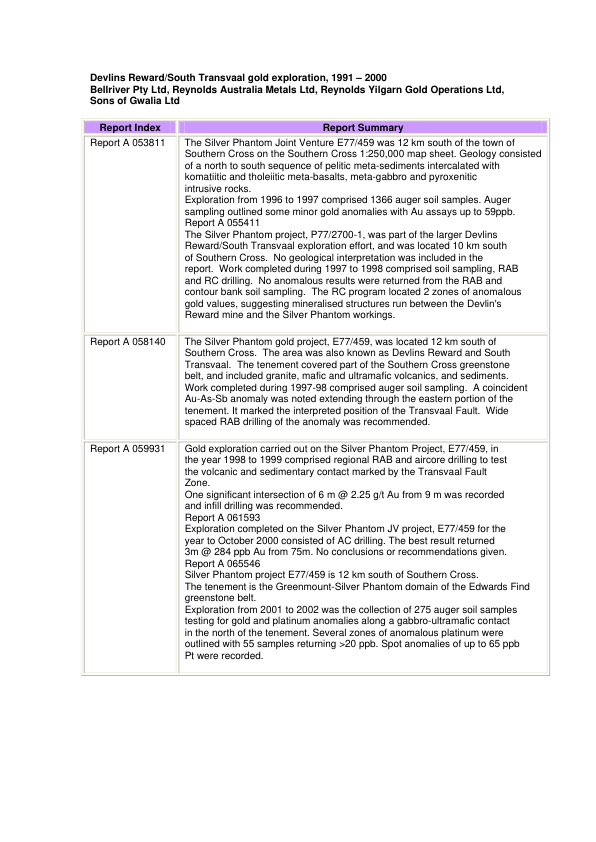 Devlins Reward/South Transvaal gold exploration, 1991 – 2000
Bellriver Pty Ltd, Reynolds Australia Metals Ltd, Reynolds Yilgarn Gold Operations Ltd,
Sons of Gwalia Ltd
Report Index
Report Summary
Report A 053811
The Silver Phantom Joint Venture E77/459 was 12 km south of the town of
Southern Cross on the Southern Cross 1:250,000 map sheet. Geology consisted
of a north to south sequence of pelitic meta-sediments intercalated with
komatiitic and tholeiitic meta-basalts, meta-gabbro and pyroxenitic
intrusive rocks.
Exploration from 1996 to 1997 comprised 1366 auger soil samples. Auger
sampling outlined some minor gold anomalies with Au assays up to 59ppb.
Report A 055411
The Silver Phantom project, P77/2700-1, was part of the larger Devlins
Reward/South Transvaal exploration effort, and was located 10 km south
of Southern Cross. No geological interpretation was included in the
report. Work completed during 1997 to 1998 comprised soil sampling, RAB
and RC drilling. No anomalous results were returned from the RAB and
contour bank soil sampling. The RC program located 2 zones of anomalous
gold values, suggesting mineralised structures run between the Devlin's
Reward mine and the Silver Phantom workings.
Report A 058140
The Silver Phantom gold project, E77/459, was located 12 km south of
Southern Cross. The area was also known as Devlins Reward and South
Transvaal. The tenement covered part of the Southern Cross greenstone
belt, and included granite, mafic and ultramafic volcanics, and sediments.
Work completed during 1997-98 comprised auger soil sampling. A coincident
Au-As-Sb anomaly was noted extending through the eastern portion of the
tenement. It marked the interpreted position of the Transvaal Fault. Wide
spaced RAB drilling of the anomaly was recommended.
Report A 059931
Gold exploration carried out on the Silver Phantom Project, E77/459, in
the year 1998 to 1999 comprised regional RAB and aircore drilling to test
the volcanic and sedimentary contact marked by the Transvaal Fault
Zone.
One significant intersection of 6 m @ 2.25 g/t Au from 9 m was recorded
and infill drilling was recommended.
Report A 061593
Exploration completed on the Silver Phantom JV project, E77/459 for the
year to October 2000 consisted of AC drilling. The best result returned
3m @ 284 ppb Au from 75m. No conclusions or recommendations given.
Report A 065546
Silver Phantom project E77/459 is 12 km south of Southern Cross.
The tenement is the Greenmount-Silver Phantom domain of the Edwards Find
greenstone belt.
Exploration from 2001 to 2002 was the collection of 275 auger soil samples
testing for gold and platinum anomalies along a gabbro-ultramafic contact
in the north of the tenement. Several zones of anomalous platinum were
outlined with 55 samples returning >20 ppb. Spot anomalies of up to 65 ppb
Pt were recorded.